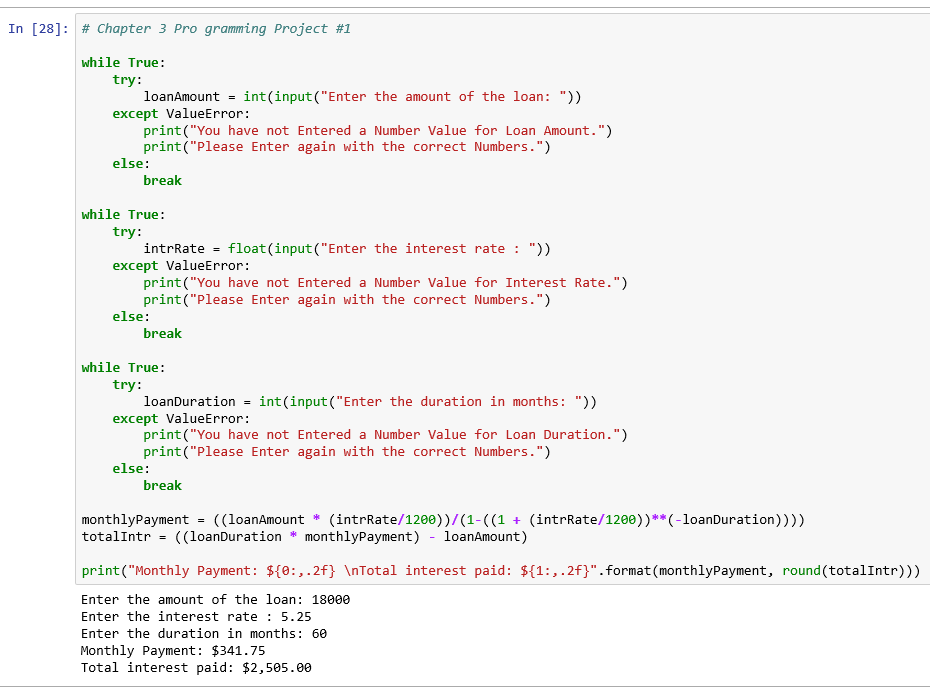 In [28]: # Chapter 3 Pro gramming Project #1
while True:
    try:
        loanAmount = int(input("Enter the amount of the loan: "))
    except ValueError:
        print("You have not Entered a Number Value for Loan Amount.")
        print("Please Enter again with the correct Numbers.")
    else:
        break
while True:
    try:
        intrRate = float(input("Enter the interest rate : "))
    except ValueError:
        print("You have not Entered a Number Value for Interest Rate.")
        print("Please Enter again with the correct Numbers.")
    else:
        break
while True:
    try:
        loanDuration = int(input("Enter the duration in months: "))
    except ValueError:
        print("You have not Entered a Number Value for Loan Duration.")
        print("Please Enter again with the correct Numbers.")
    else:
        break
monthlyPayment = ((loanAmount * (intrRate/1200))/(1-((1 + (intrRate/1200))**(-loanDuration))))
totalIntr = ((loanDuration * monthlyPayment) - loanAmount)
print("Monthly Payment: ${0:,.2f} \nTotal interest paid: ${1:,.2f}".format(monthlyPayment, round(totalIntr)))
Enter the amount of the loan: 18000
Enter the interest rate : 5.25
Enter the duration in months: 60
Monthly Payment: $341.75
Total interest paid: $2,505.00